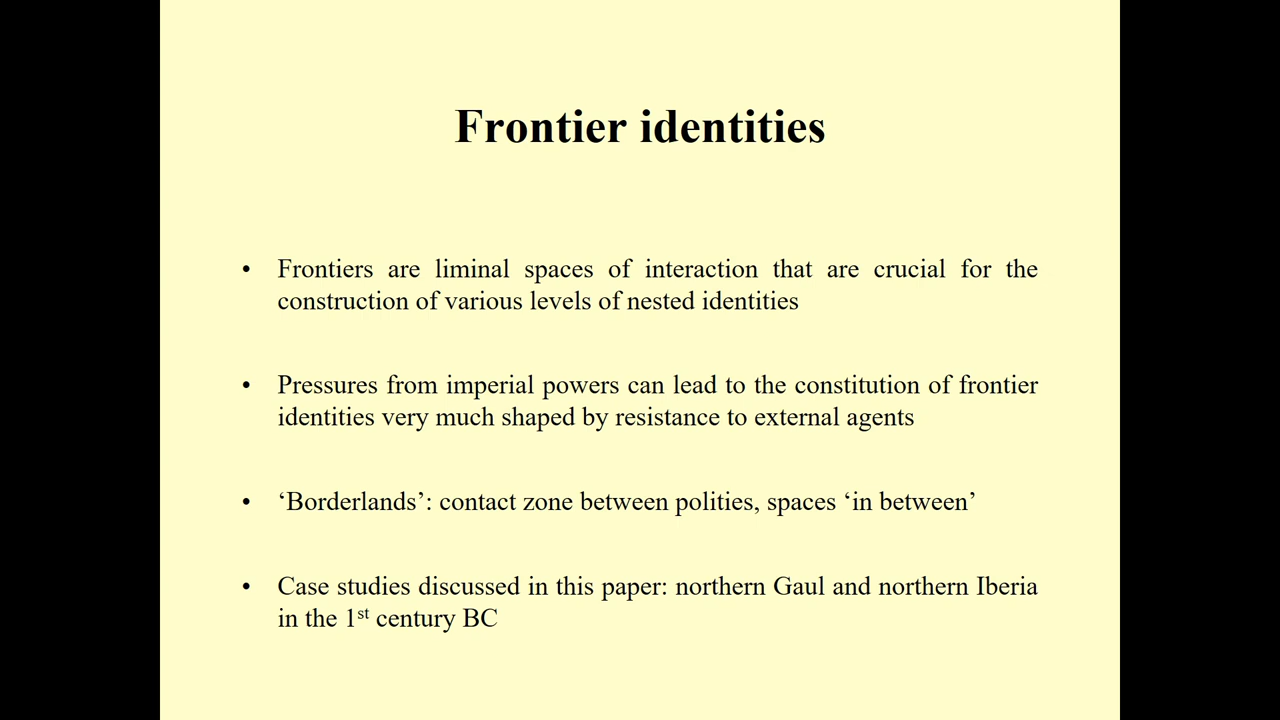 Frontier identities
• Frontiers are liminal spaces of interaction that are crucial for the
construction of various levels of nested identities
• Pressures from imperial powers can lead to the constitution of frontier
identities very much shaped by resistance to external agents
• ‘Borderlands’: contact zone between polities, spaces ‘in between’
• Case studies discussed in this paper: northern Gaul and northern Iberia
in the 1st century BC